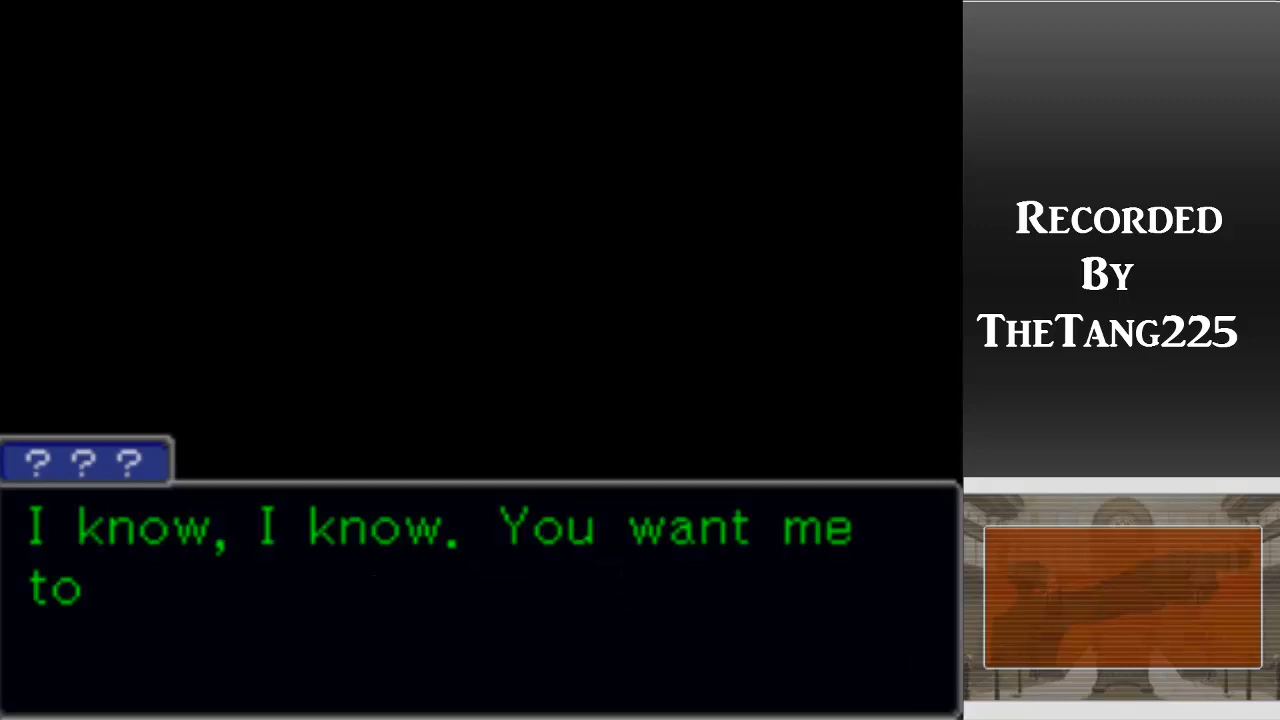 Recorded
By
TheTang225
? ? ?
I know, I know. You want me
to